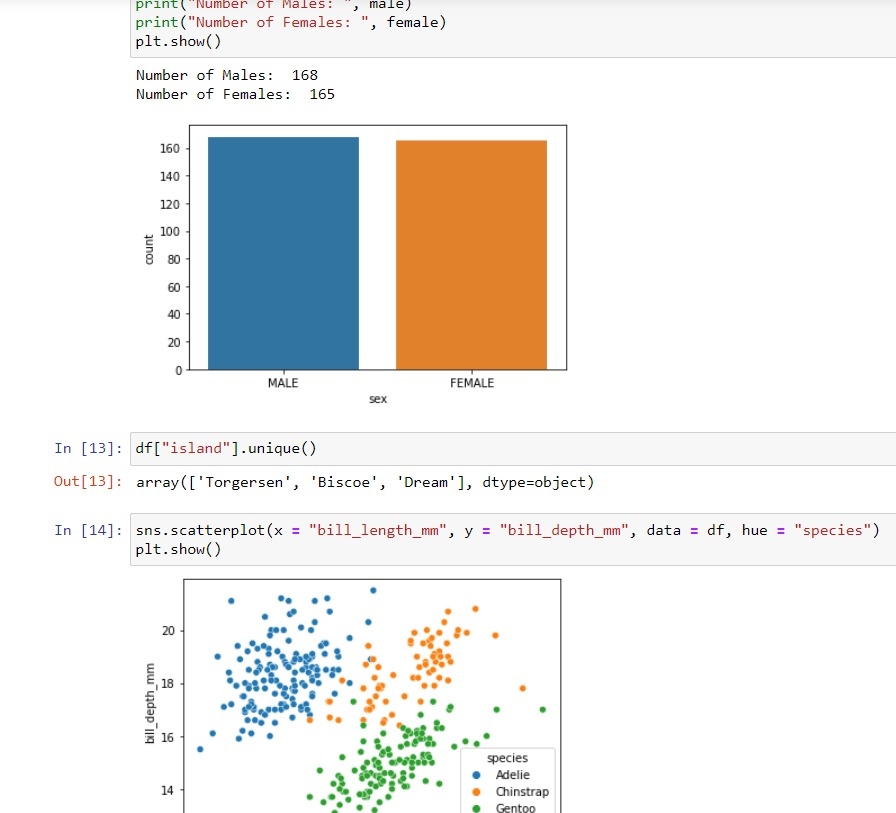 print("Number of Males: ", male)
print("Number of Females: ", female)
plt.show()
Number of Males:  168
Number of Females:  165
160
140
120
100
80
60
40
20
0
count
MALE FEMALE
sex
In [13]: df["island"].unique()
Out[13]: array(['Torgersen', 'Biscoe', 'Dream'], dtype=object)
In [14]: sns.scatterplot(x = "bill_length_mm", y = "bill_depth_mm", data = df, hue = "species")
plt.show()
20
18
16
14
bill_depth_mm
species
Adelie
Chinstrap
Gentoo